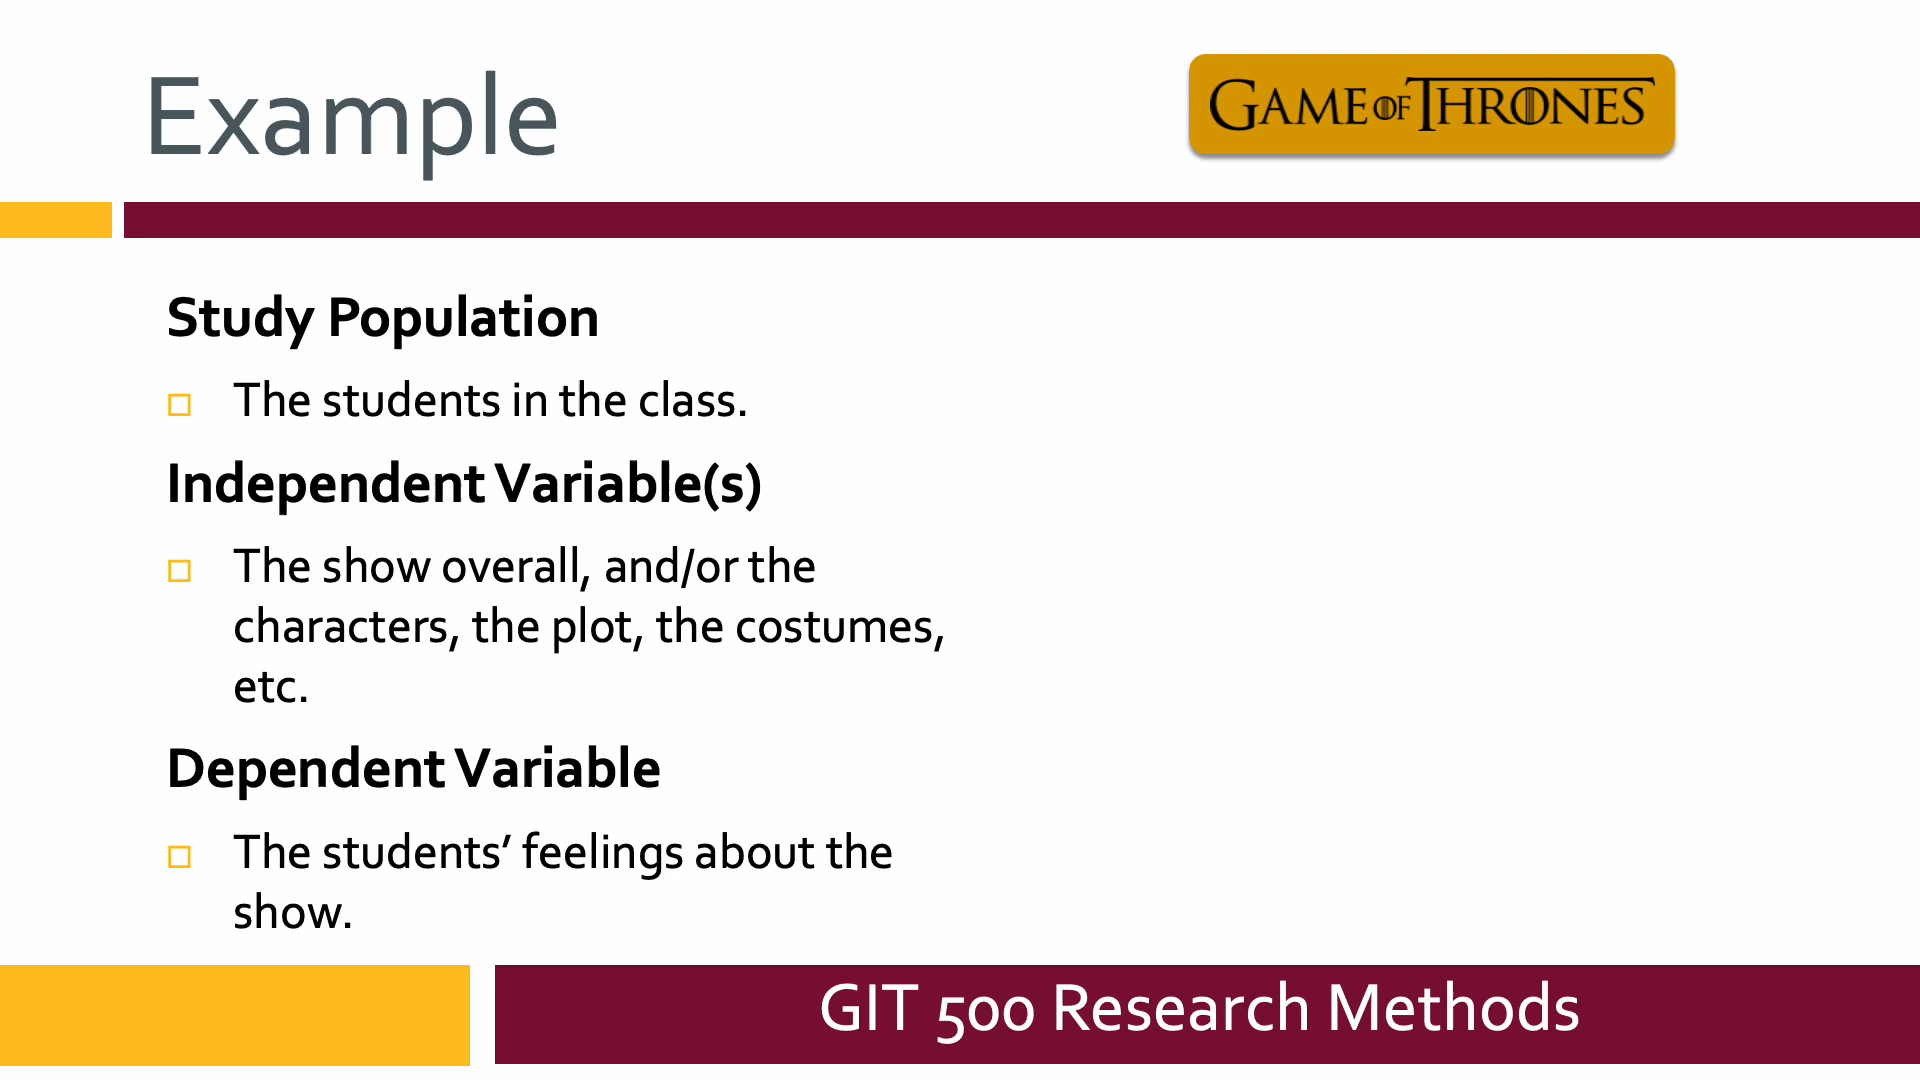 Example
GAME OF THRONES
Study Population
The students in the class.
Independent Variable(s)
The show overall, and/or the
characters, the plot, the costumes,
etc.
Dependent Variable
The students’ feelings about the
show.
GIT 500 Research Methods